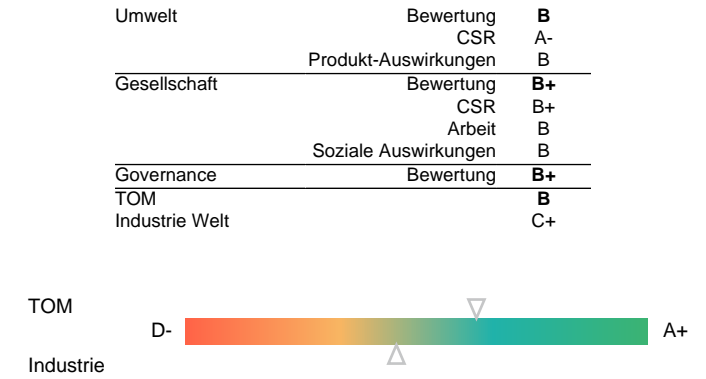 Umwelt Bewertung B
CSR A-
Produkt-Auswirkungen B
Gesellschaft Bewertung B+
CSR B+
Arbeit B
Soziale Auswirkungen B
Governance Bewertung B+
TOM B
Industrie Welt C+
TOM
D- A+
Industrie